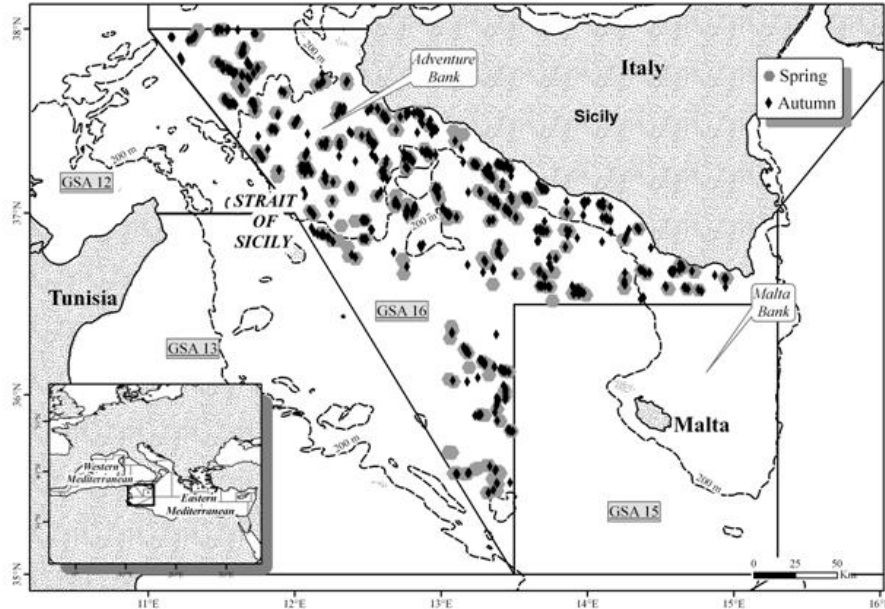 38°N
37°N
36°N
35°N
200 m
Adventure
Bank
Italy
Sicily
Spring
Autumn
GSA 12
200 m
STRAIT
OF
SICILY
200 m
Tunisia
GSA 16
Malta
Bank
GSA 13
Malta
200 m
200 m
GSA 15
Western
Mediterranean
Eastern
Mediterranean
0 25 50
Km
11°E 12°E 13°E 14°E 15°E 16°E